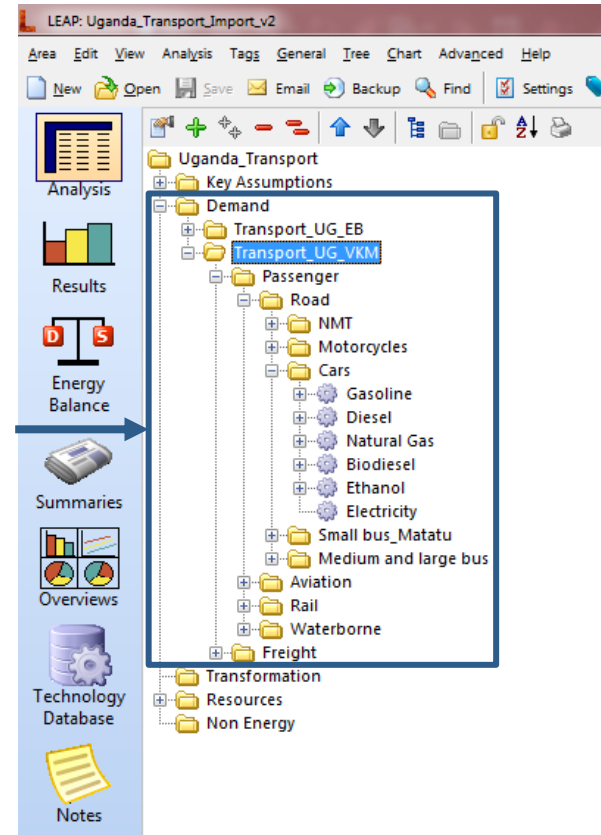 LEAP: Uganda_Transport_Import_v2
Area Edit View Analysis Tags General Tree Chart Advanced Help
New Open Save Email Backup Find Settings
Analysis
Results
D S
Energy
Balance
Summaries
Overviews
Technology
Database
Notes
Uganda_Transport
Key Assumptions
Demand
Transport_UG_EB
Transport_UG_VKM
Passenger
Road
NMT
Motorcycles
Cars
Gasoline
Diesel
Natural Gas
Biodiesel
Ethanol
Electricity
Small bus_Matatu
Medium and large bus
Aviation
Rail
Waterborne
Freight
Transformation
Resources
Non Energy